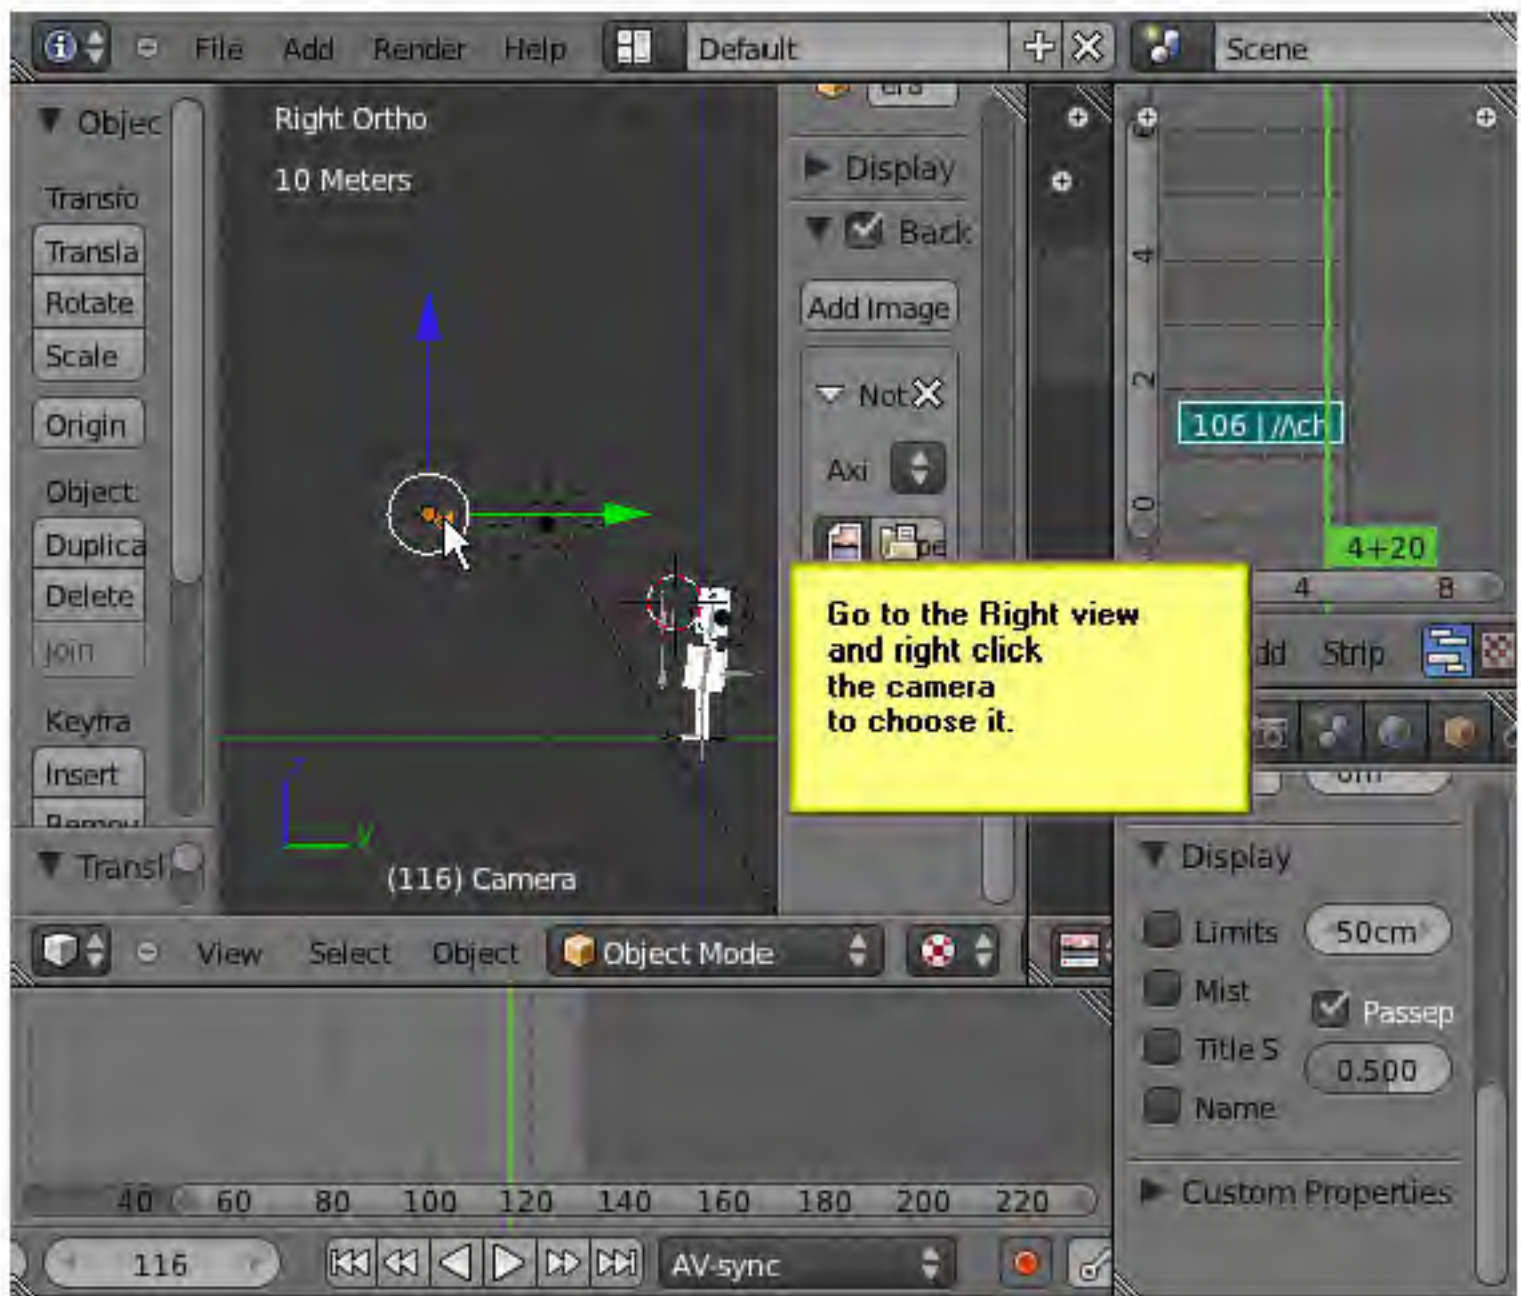 File Add Render Help Default Scene
Objec
Transfo
Transla
Rotate
Scale
Origin
Object:
Duplica
Delete
Join
Keyfra
Insert
Transl
Right Ortho
10 Meters
y
(116) Camera
Display
Back
Add Image
Not
Axi
4
2
0
106 | //\ch
4+20
4 8
Strip
Go to the Right view
and right click
the camera
to choose it.
Display
Limits 50cm
Mist
Passep
Title S
0.500
Name
Custom Properties
View Select Object Object Mode
40 60 80 100 120 140 160 180 200 220
116 AV-sync